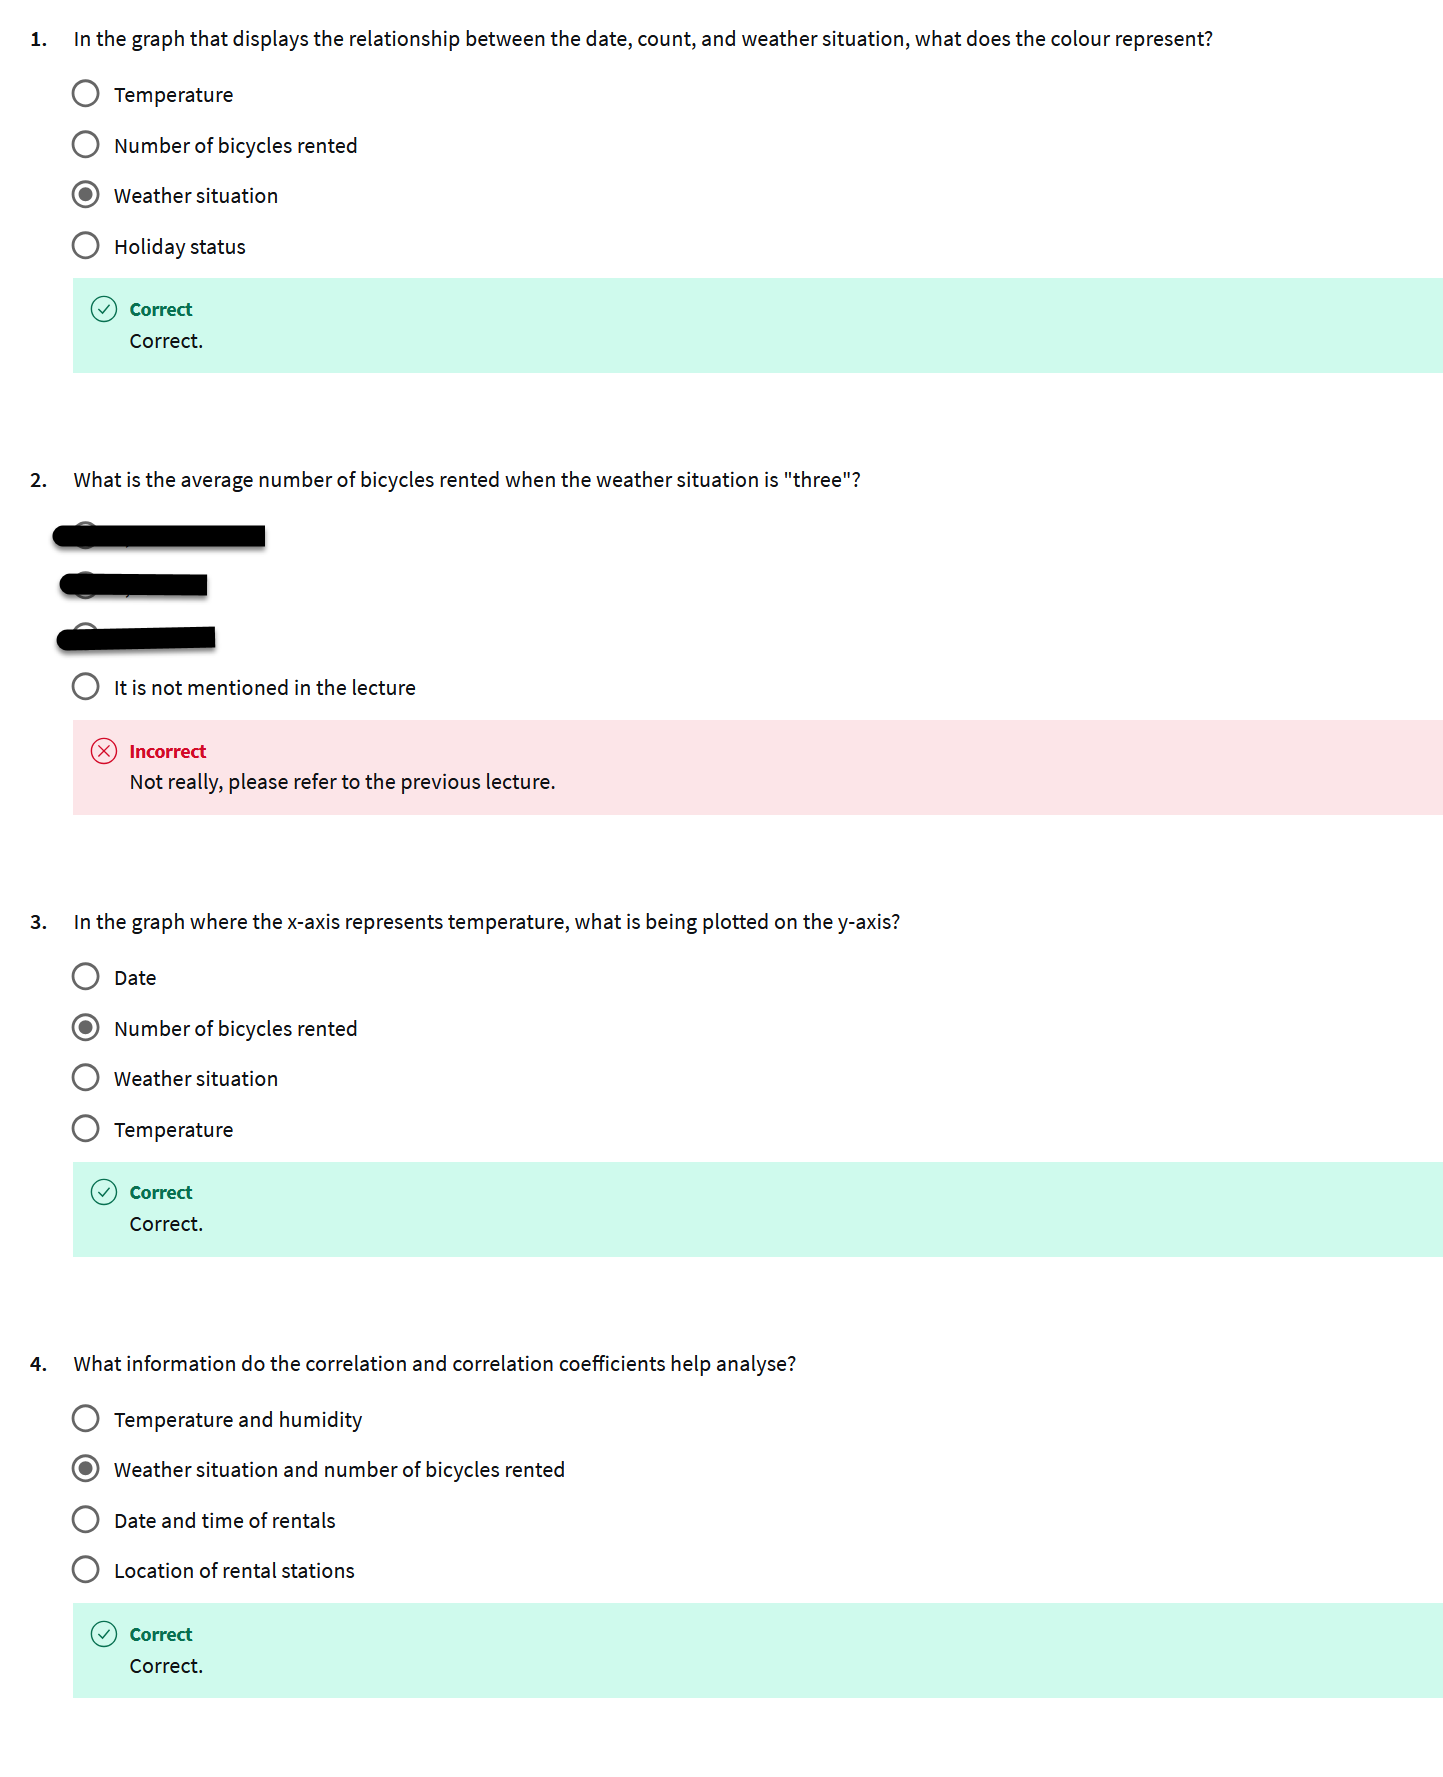 1. In the graph that displays the relationship between the date, count, and weather situation, what does the colour represent?
Temperature
Number of bicycles rented
Weather situation
Holiday status
Correct
Correct.
2. What is the average number of bicycles rented when the weather situation is "three"?
It is not mentioned in the lecture
Incorrect
Not really, please refer to the previous lecture.
3. In the graph where the x-axis represents temperature, what is being plotted on the y-axis?
Date
Number of bicycles rented
Weather situation
Temperature
Correct
Correct.
4. What information do the correlation and correlation coefficients help analyse?
Temperature and humidity
Weather situation and number of bicycles rented
Date and time of rentals
Location of rental stations
Correct
Correct.